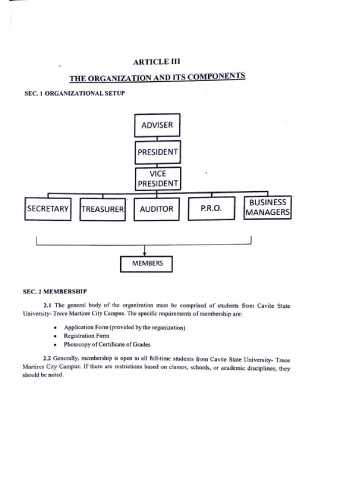 ARTICLE III
THE ORGANIZATION AND ITS COMPONENTS
SEC. 1 ORGANIZATIONAL SETUP
ADVISER
PRESIDENT
VICE
PRESIDENT
SECRETARY
TREASURER
AUDITOR
P.R.O.
BUSINESS
MANAGERS
MEMBERS
SEC. 2 MEMBERSHIP
2.1 The general body of the organization must be comprised of students from Cavite State
University- Trece Martires City Campus. The specific requirements of membership are:
• Application Form (provided by the organization)
• Registration Form
• Photocopy of Certificate of Grades
2.2 Generally, membership is open to all full-time students from Cavite State University- Trece
Martires City Campus. If there are restrictions based on classes, schools, or academic disciplines, they
should be noted.